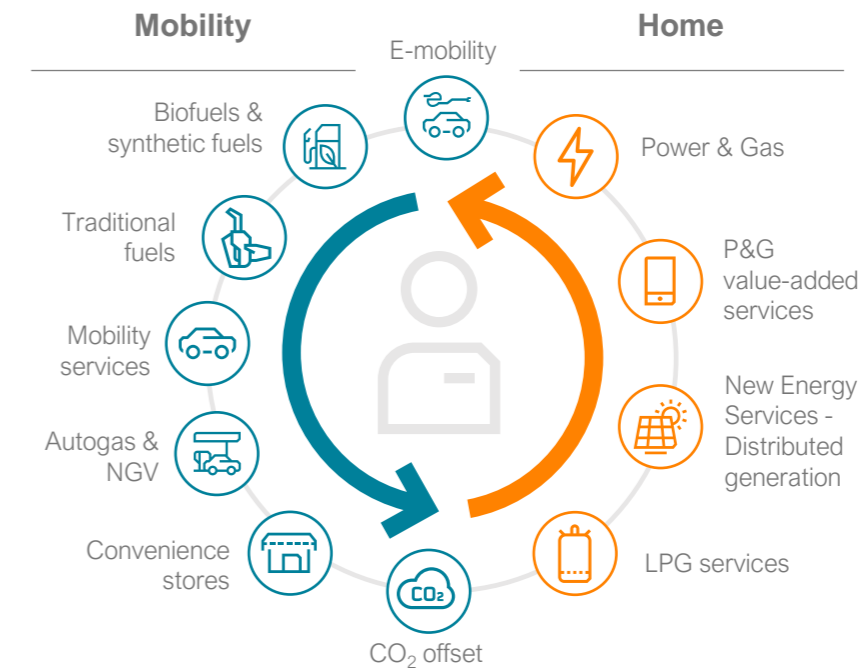 Mobility
Home
E-mobility
Biofuels &
synthetic fuels
Power & Gas
Traditional
fuels
P&G
value-added
services
Mobility
services
New Energy
Services -
Distributed
generation
Autogas &
NGV
Convenience
stores
LPG services
CO₂
CO₂ offset